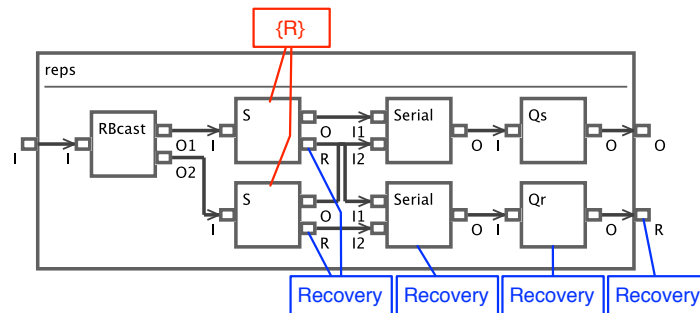 {R}
reps
RBcast
S
Serial
Qs
I
I
O1
I
O
I1
O
I
O
O
O2
R
I2
S
Serial
Qr
I
O
I1
O
I
O
R
R
I2
Recovery
Recovery
Recovery
Recovery